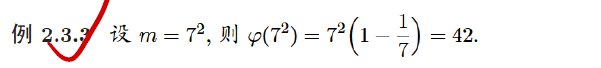 例 2.3.3 设 m = 7², 则 φ(7²) = 7²(1 − 1/7) = 42.